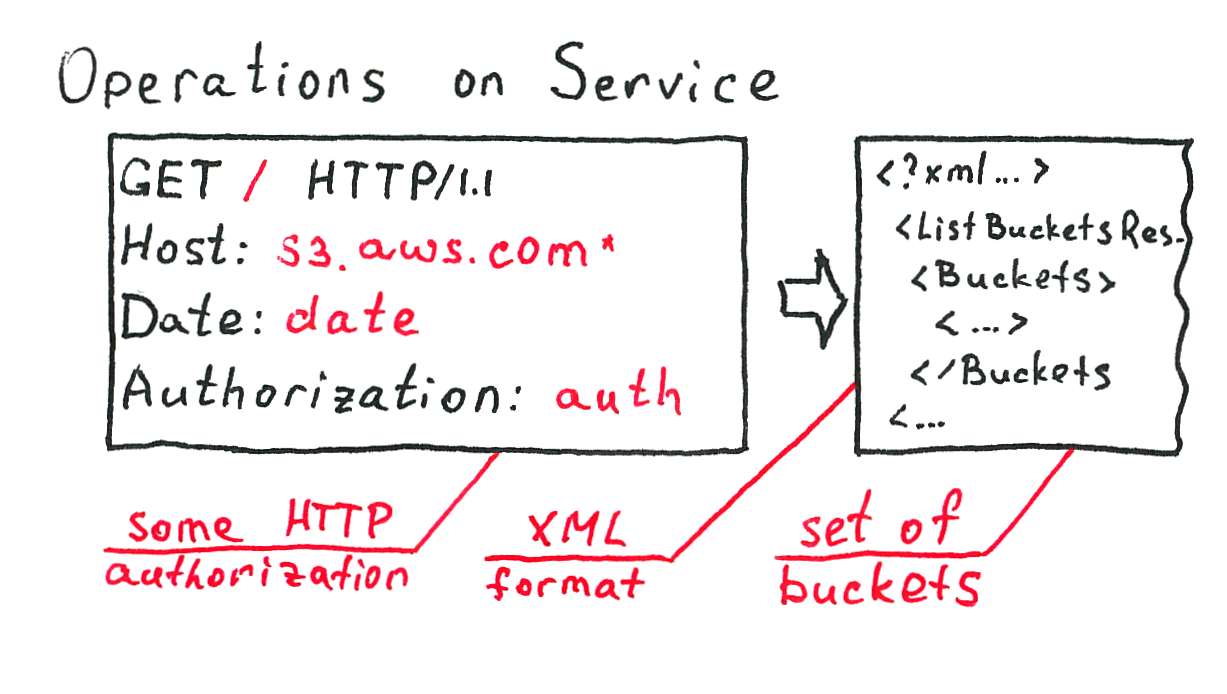 Operations on Service
GET / HTTP/1.1
Host: s3.aws.com*
Date: date
Authorization: auth
<?xml...>
<ListBucketsRes.
<Buckets>
<...>
</Buckets
<...
some HTTP
authorization
XML
format
set of
buckets